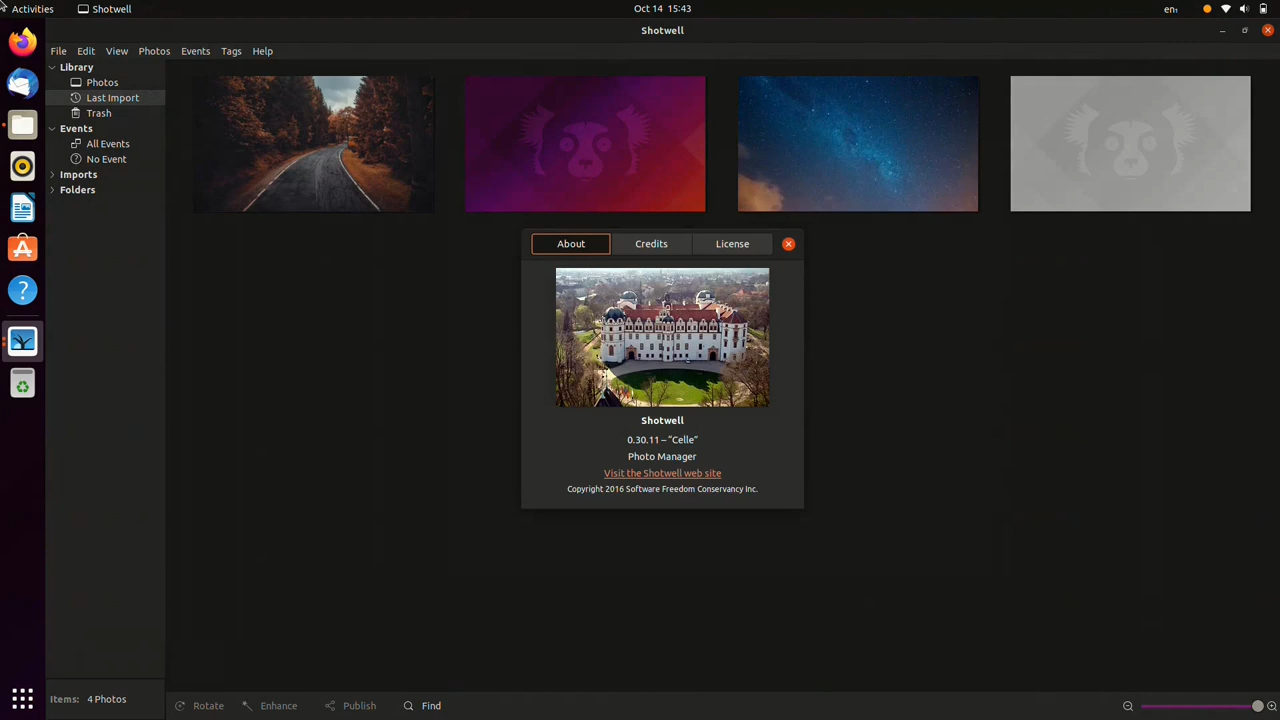 Activities
Shotwell
Oct 14 15:43
en₁
Shotwell
File Edit View Photos Events Tags Help
Library
Photos
Last Import
Trash
Events
All Events
No Event
Imports
Folders
About
Credits
License
Shotwell
0.30.11 – “Celle”
Photo Manager
Visit the Shotwell web site
Copyright 2016 Software Freedom Conservancy Inc.
Items: 4 Photos
Rotate
Enhance
Publish
Find